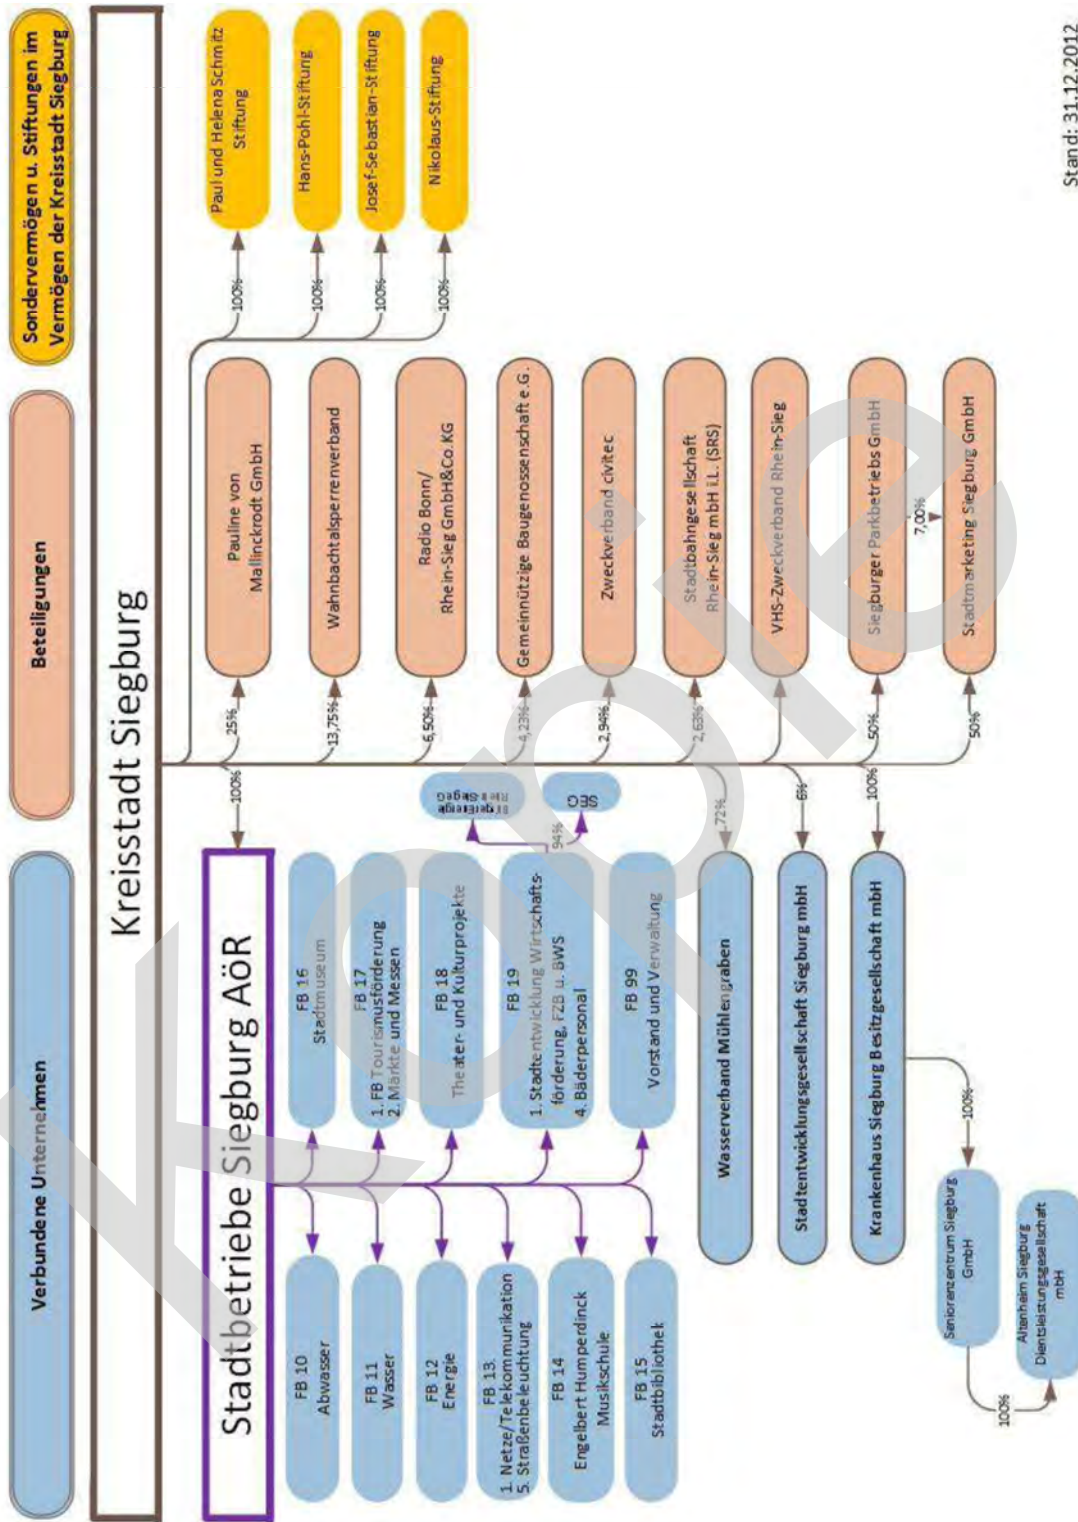 Verbundene Unternehmen
Beteiligungen
Sondervermögen u. Stiftungen im
Vermögen der Kreisstadt Siegburg
Kreisstadt Siegburg
Stadtbetriebe Siegburg AöR
100%
FB 10
Abwasser
FB 11
Wasser
FB 12
Energie
FB 13
1. Netze/Telekommunikation
5. Straßenbeleuchtung
FB 14
Engelbert Humperdinck
Musikschule
FB 15
Stadtbibliothek
FB 16
Stadtmuseum
FB 17
1. FB Tourismusförderung
2. Märkte und Messen
FB 18
Theater- und Kulturprojekte
FB 19
1. Stadtentwicklung Wirtschafts-
förderung, FZB u. BWS
4. Bäderpersonal
FB 99
Vorstand und Verwaltung
BürgerEnergie
Rhein-Sieg eG
94%
SEG
72%
Wasserverband Mühlengraben
6%
Stadtentwicklungsgesellschaft Siegburg mbH
100%
Krankenhaus Siegburg Besitzgesellschaft mbH
100%
Seniorenzentrum Siegburg
GmbH
100%
Altenheim Siegburg
Dientsleistungsgesellschaft
mbH
25%
Pauline von
Mallinckrodt GmbH
13,75%
Wahnbachtalsperrenverband
6,50%
Radio Bonn/
Rhein-Sieg GmbH&Co.KG
4,23%
Gemeinnützige Baugenossenschaft e.G.
2,94%
Zweckverband civitec
2,63%
Stadtbahngesellschaft
Rhein-Sieg mbH i.L. (SRS)
VHS-Zweckverband Rhein-Sieg
50%
Siegburger Parkbetriebs GmbH
7,00%
50%
Stadtmarketing Siegburg GmbH
100%
Paul und Helena Schmitz
Stiftung
100%
Hans-Pohl-Stiftung
100%
Josef-Sebastian-Stiftung
100%
Nikolaus-Stiftung
Stand: 31.12.2012
Kopie